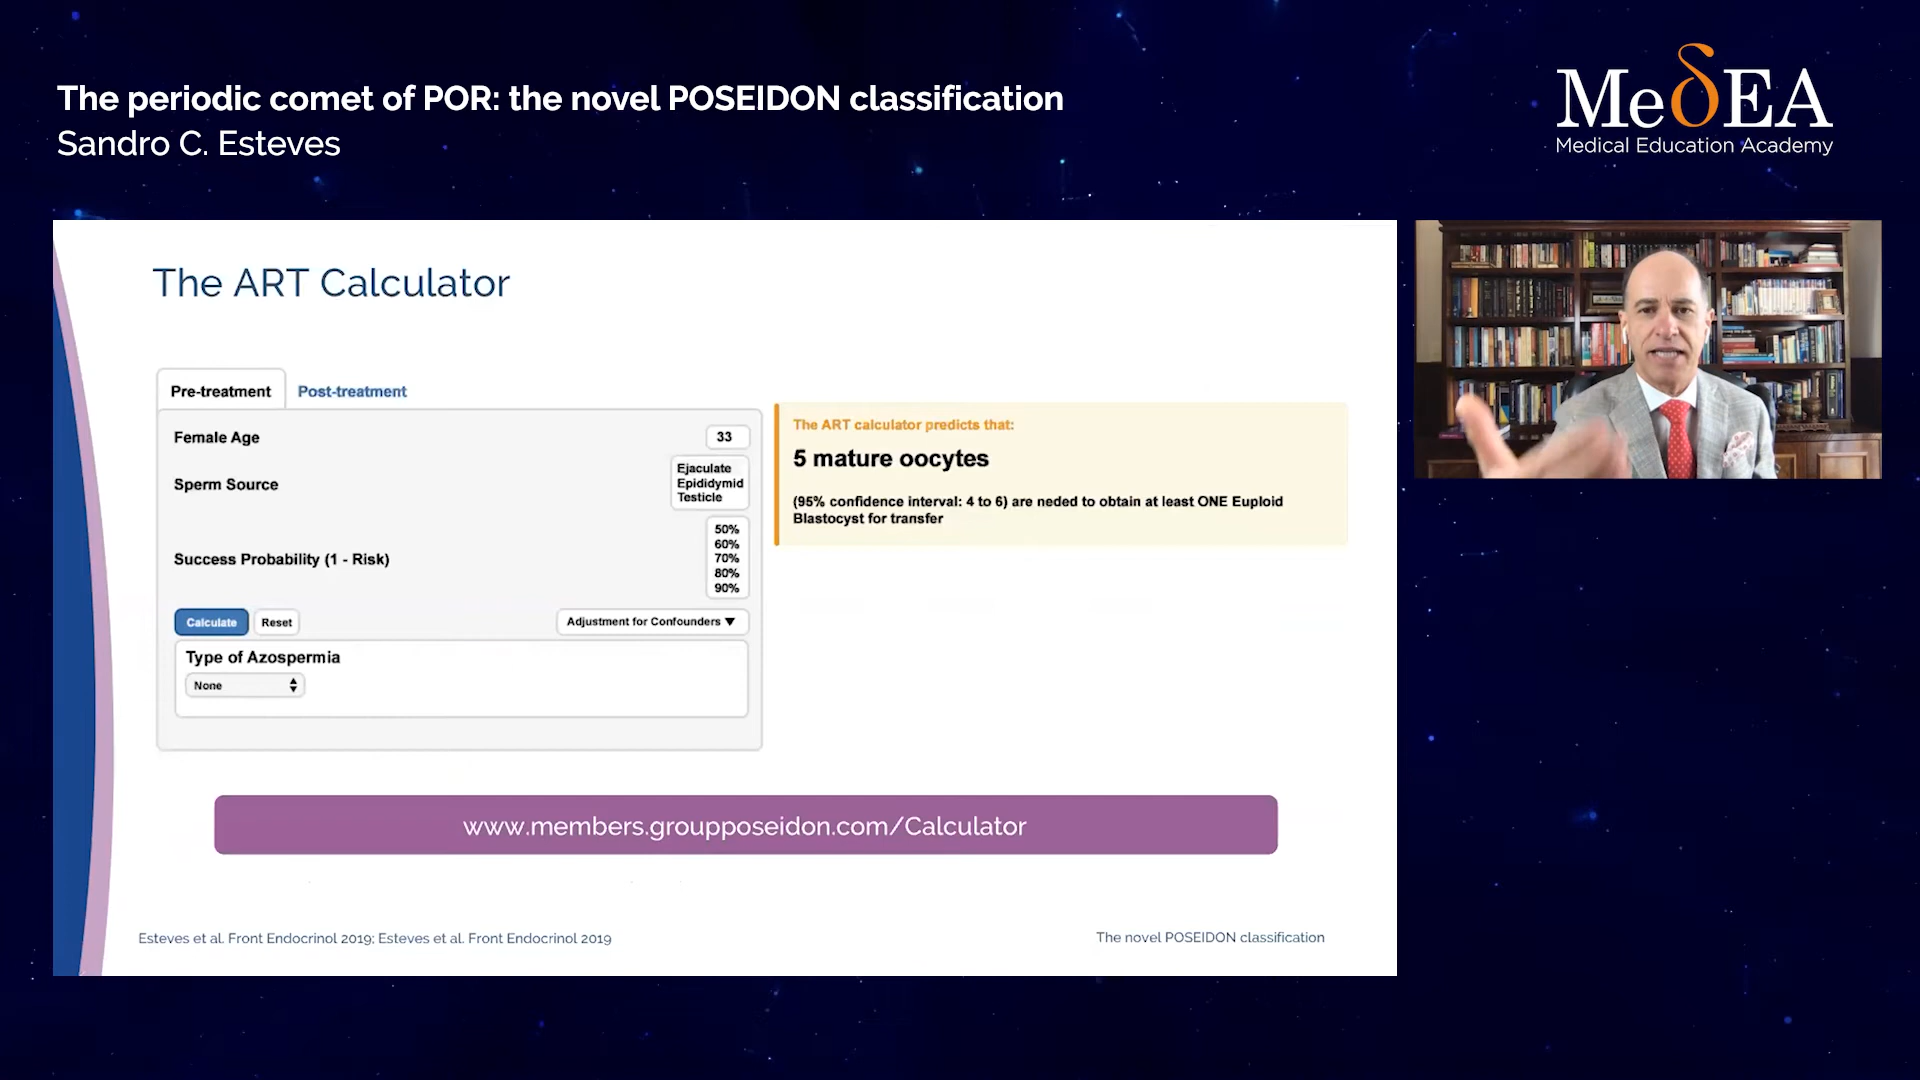 The periodic comet of POR: the novel POSEIDON classification
Sandro C. Esteves
MeδEA
Medical Education Academy
The ART Calculator
Pre-treatment Post-treatment
Female Age 33
Sperm Source
Ejaculate
Epididymid
Testicle
Success Probability (1 - Risk)
50%
60%
70%
80%
90%
Calculate Reset Adjustment for Confounders ▼
Type of Azospermia
None
The ART calculator predicts that:
5 mature oocytes
(95% confidence interval: 4 to 6) are neded to obtain at least ONE Euploid
Blastocyst for transfer
www.members.groupposeidon.com/Calculator
Esteves et al. Front Endocrinol 2019; Esteves et al. Front Endocrinol 2019
The novel POSEIDON classification